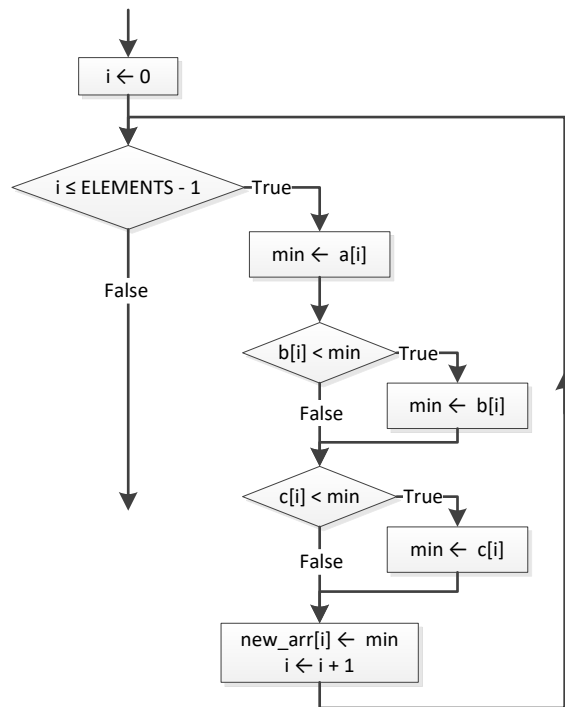 i ← 0
i ≤ ELEMENTS - 1
True
min ← a[i]
False
b[i] < min
True
min ← b[i]
False
c[i] < min
True
min ← c[i]
False
new_arr[i] ← min
i ← i + 1